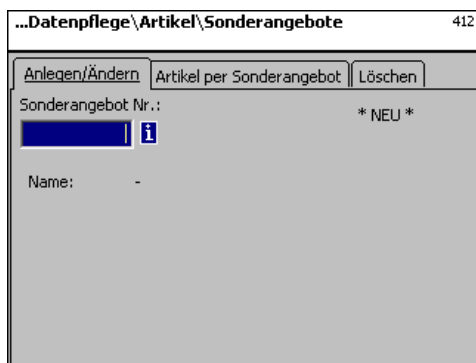 ...Datenpflege\Artikel\Sonderangebote 412
Anlegen/Ändern Artikel per Sonderangebot Löschen
Sonderangebot Nr.: * NEU *
i
Name: -